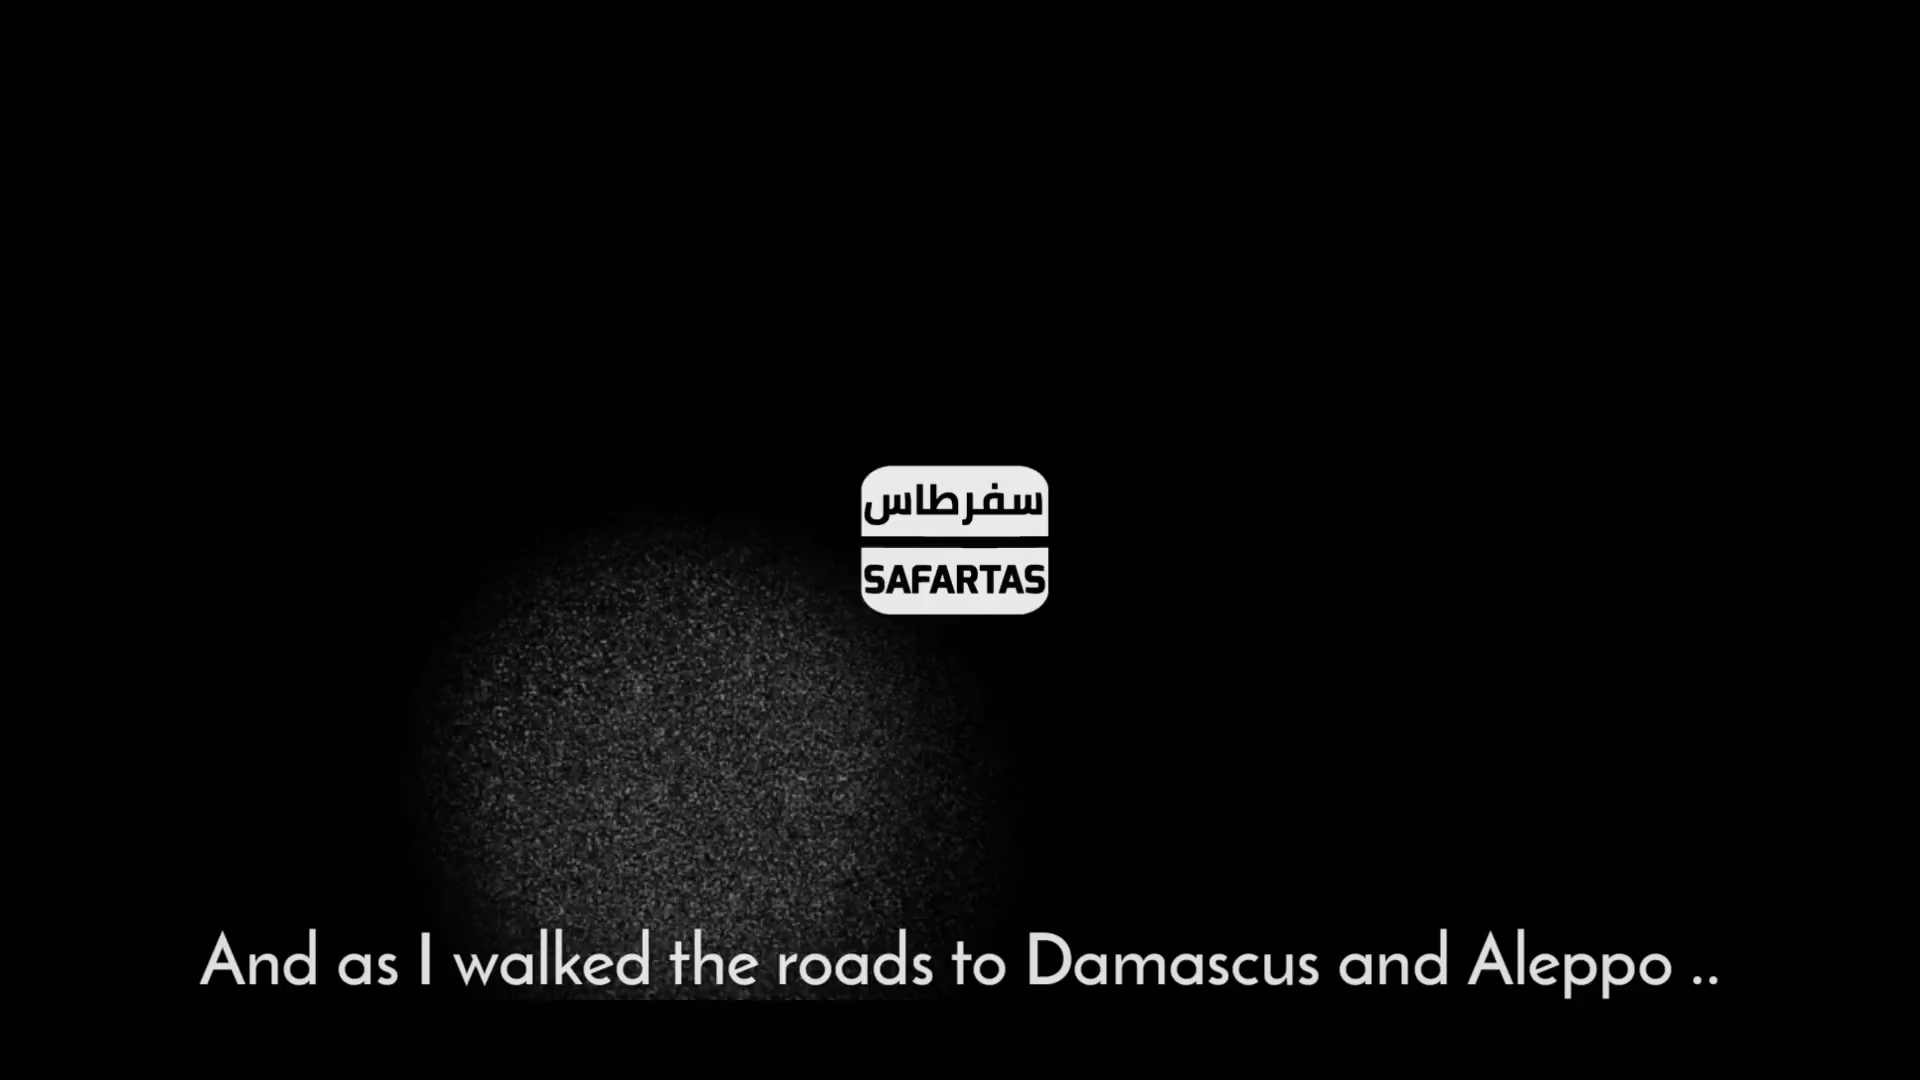 سفرطاس
SAFARTAS
And as I walked the roads to Damascus and Aleppo ..